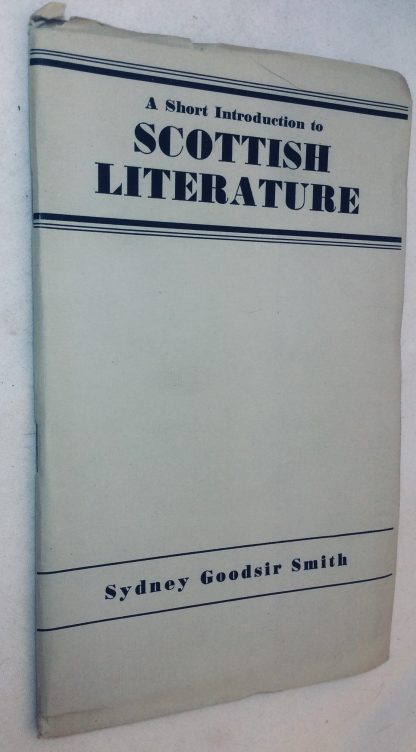 A Short Introduction to
SCOTTISH
LITERATURE
Sydney Goodsir Smith